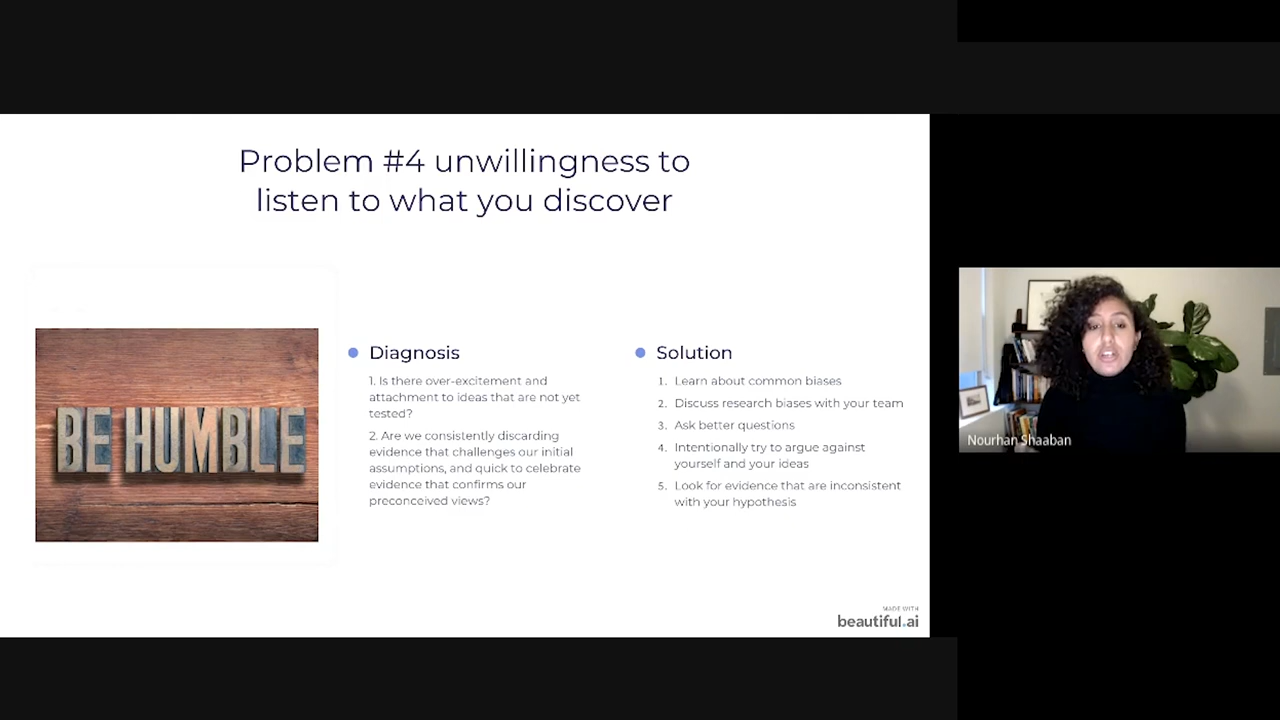 Problem #4 unwillingness to
listen to what you discover
BE HUMBLE
Diagnosis
1. Is there over-excitement and
attachment to ideas that are not yet
tested?
2. Are we consistently discarding
evidence that challenges our initial
assumptions, and quick to celebrate
evidence that confirms our
preconceived views?
Solution
1. Learn about common biases
2. Discuss research biases with your team
3. Ask better questions
4. Intentionally try to argue against
yourself and your ideas
5. Look for evidence that are inconsistent
with your hypothesis
MADE WITH
beautiful.ai
Nourhan Shaaban